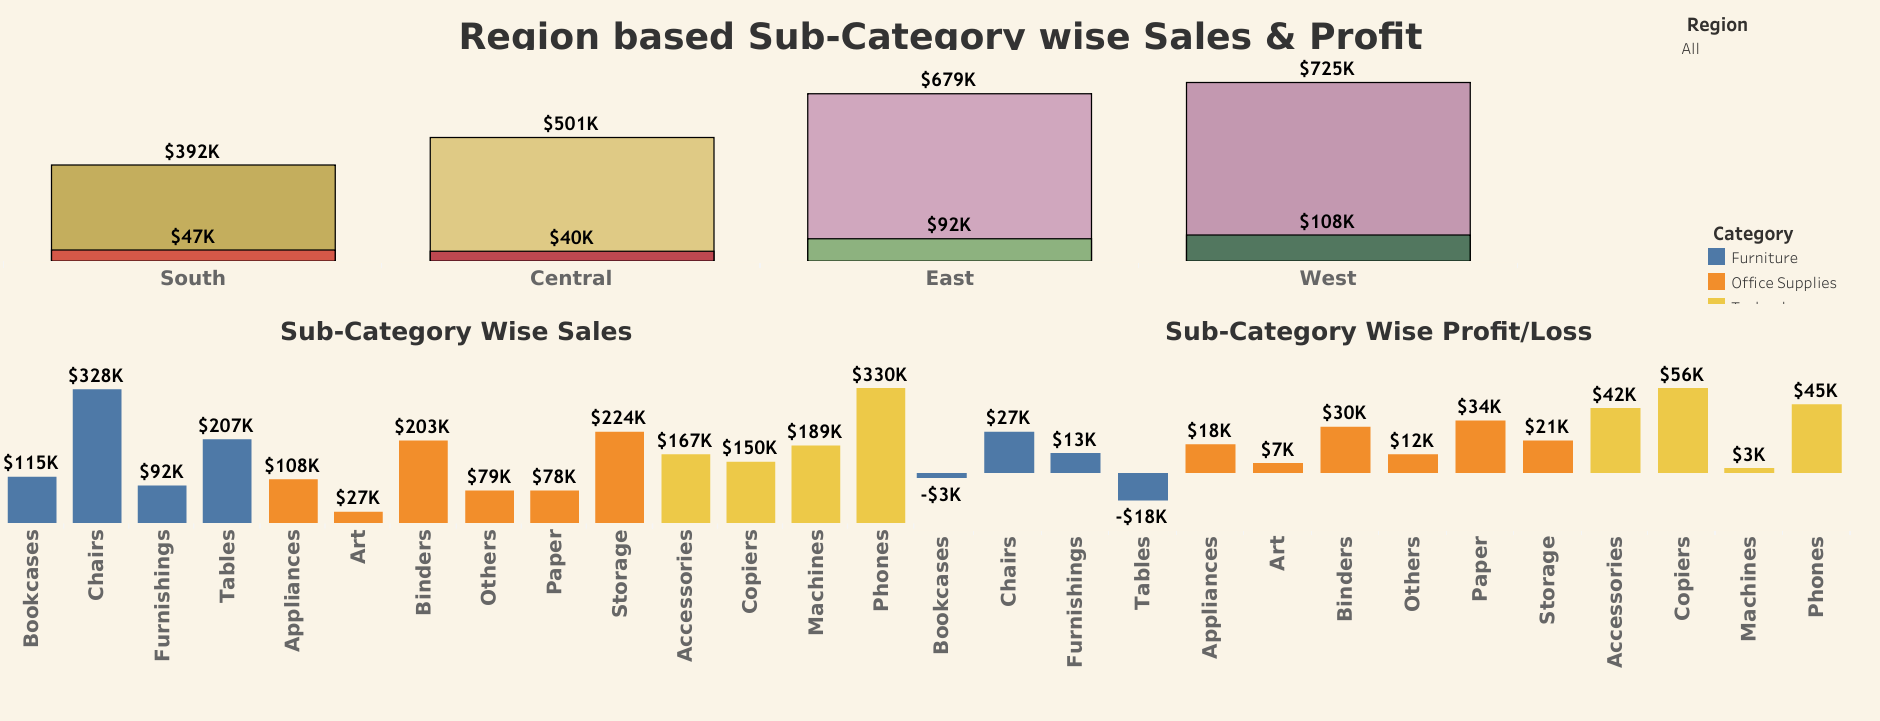 Region based Sub-Category wise Sales & Profit
Region
All
$392K
$501K
$679K
$725K
$47K
$40K
$92K
$108K
South
Central
East
West
Category
Furniture
Office Supplies
Sub-Category Wise Sales
$115K
$328K
$92K
$207K
$108K
$27K
$203K
$79K
$78K
$224K
$167K
$150K
$189K
$330K
Bookcases
Chairs
Furnishings
Tables
Appliances
Art
Binders
Others
Paper
Storage
Accessories
Copiers
Machines
Phones
Sub-Category Wise Profit/Loss
-$3K
$27K
$13K
-$18K
$18K
$7K
$30K
$12K
$34K
$21K
$42K
$56K
$3K
$45K
Bookcases
Chairs
Furnishings
Tables
Appliances
Art
Binders
Others
Paper
Storage
Accessories
Copiers
Machines
Phones